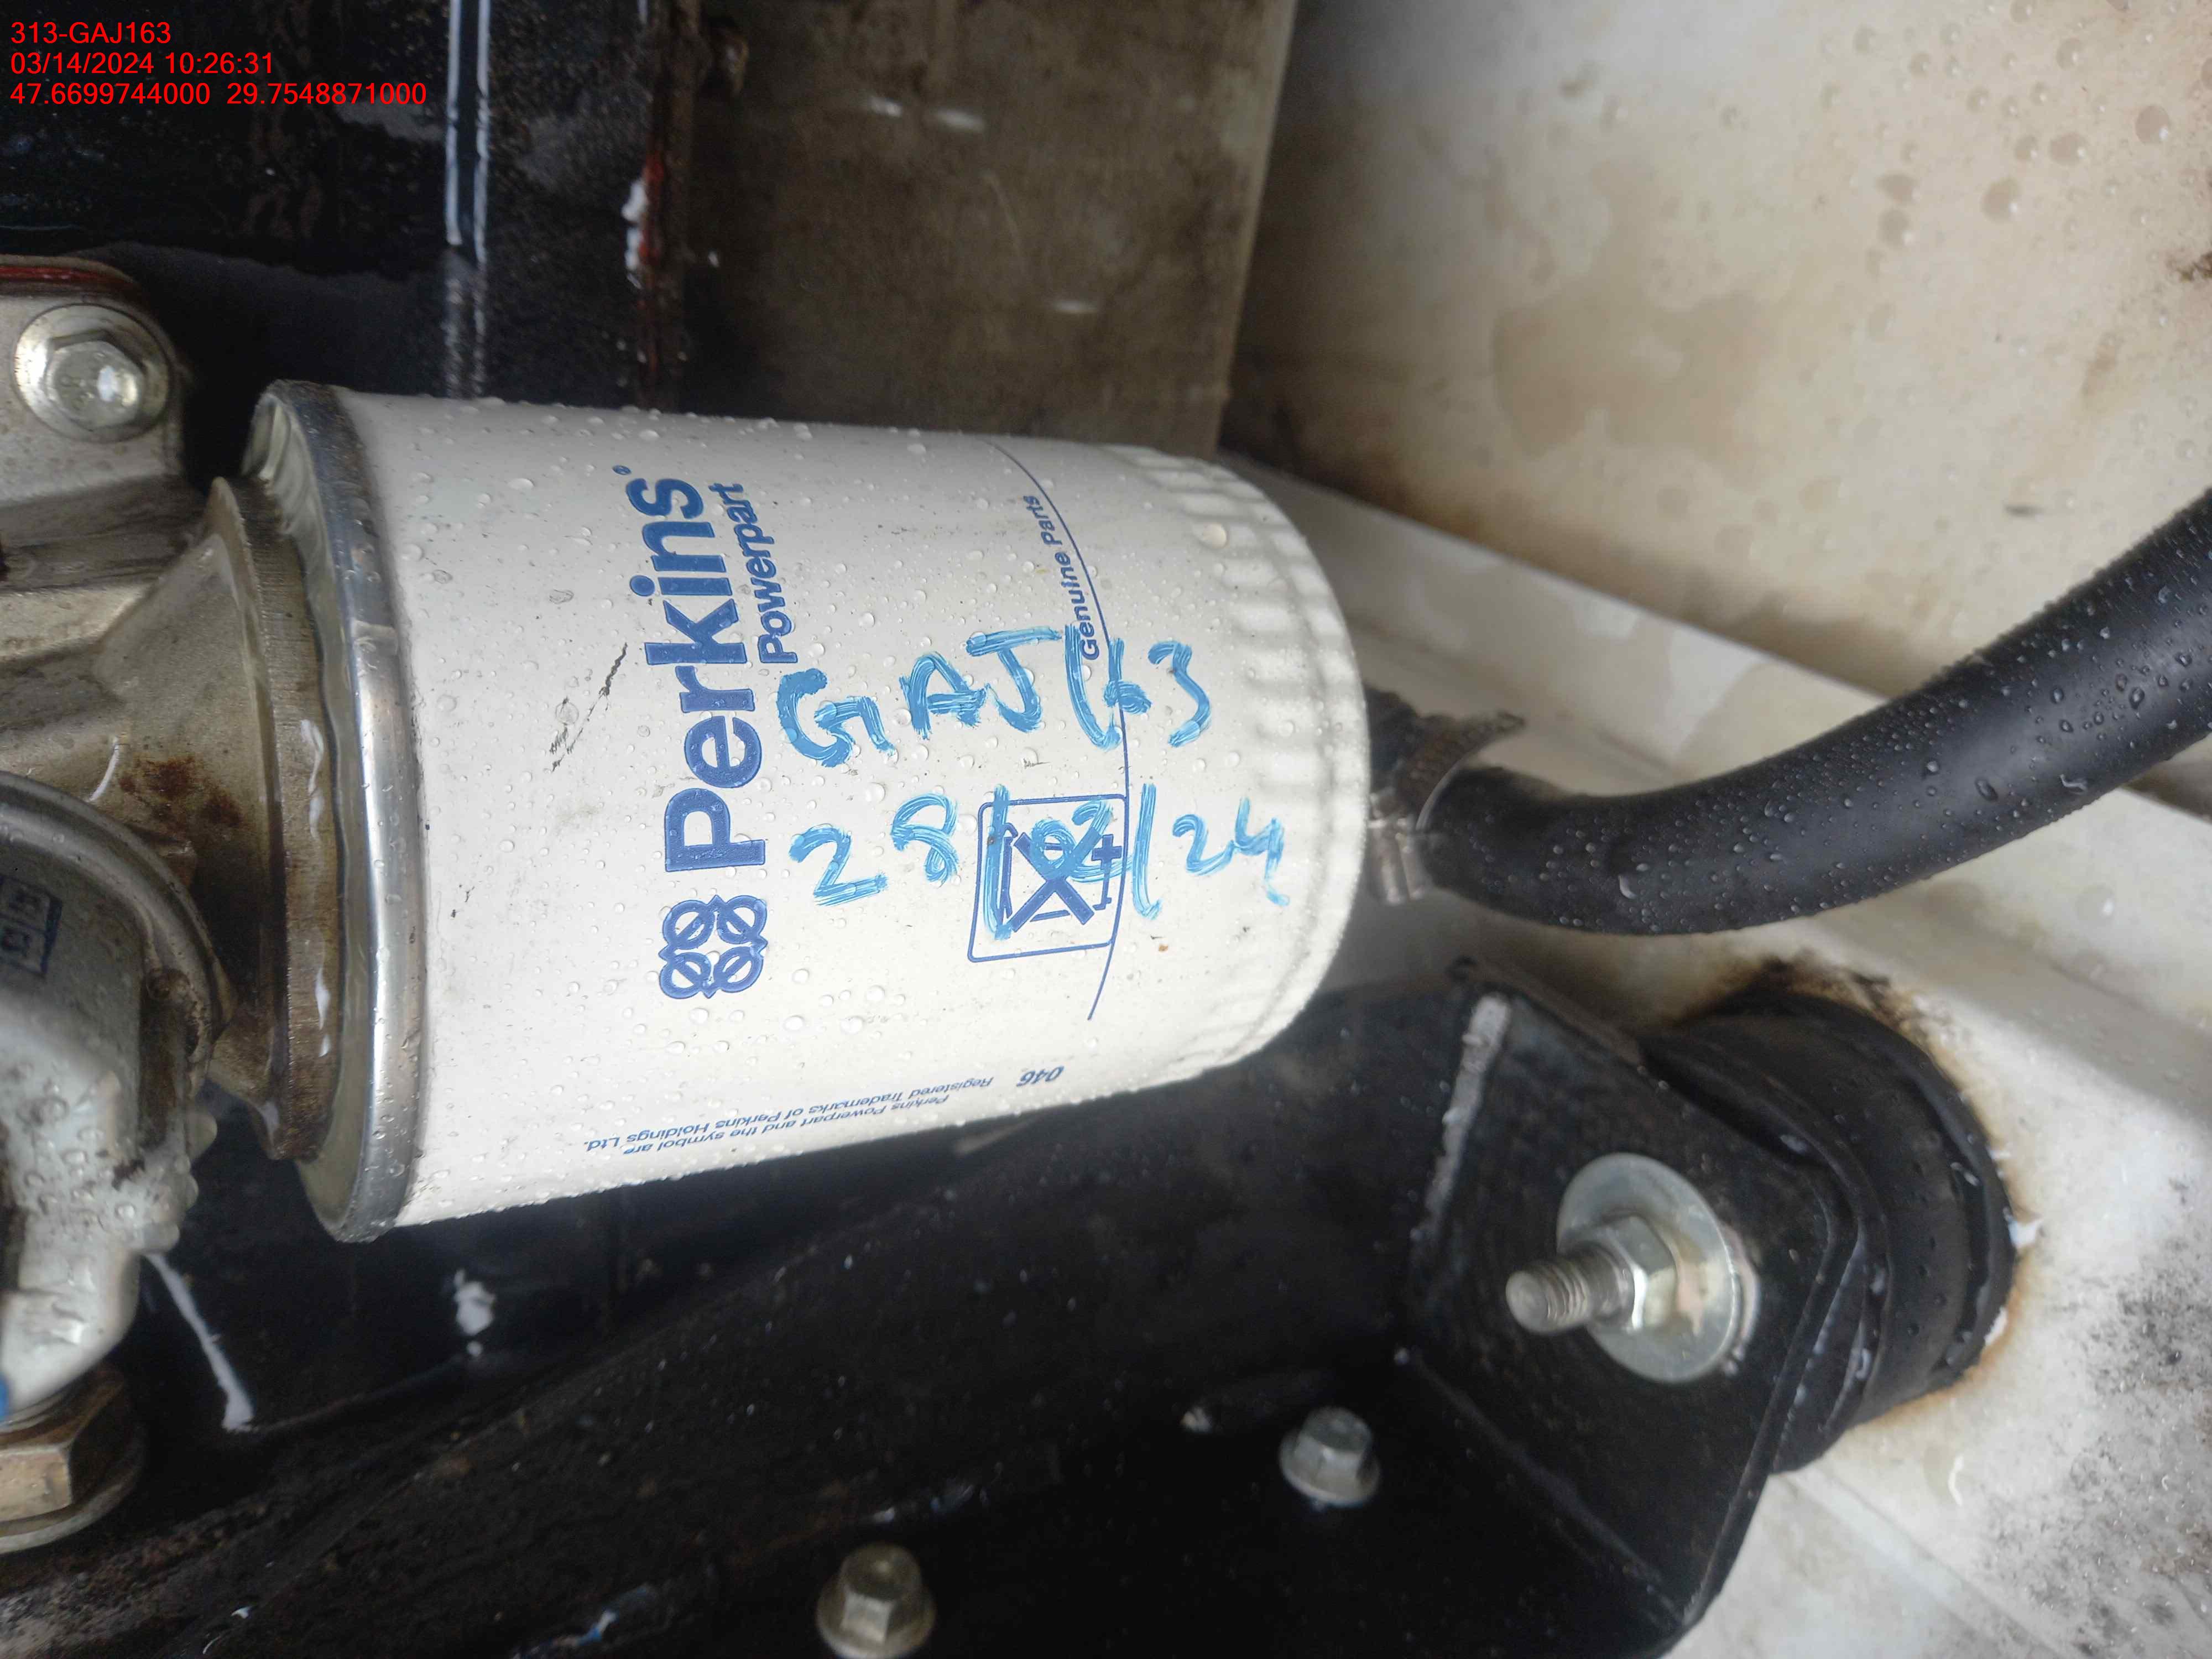 313-GAJ163
03/14/2024 10:26:31
47.6699744000 29.7548871000
Perkins
Powerpart
Genuine Parts
GAJ163
28/02/24
046
Perkins Powerpart and the symbol are
Registered Trademarks of Perkins Holdings Ltd.